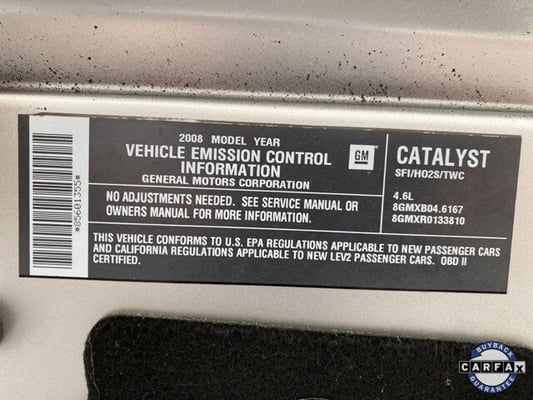 2008 MODEL YEAR
VEHICLE EMISSION CONTROL
INFORMATION
GENERAL MOTORS CORPORATION
GM
CATALYST
SFI/HO2S/TWC
NO ADJUSTMENTS NEEDED. SEE SERVICE MANUAL OR
OWNERS MANUAL FOR MORE INFORMATION.
4.6L
8GMXB04.6167
8GMXR0133810
THIS VEHICLE CONFORMS TO U.S. EPA REGULATIONS APPLICABLE TO NEW PASSENGER CARS
AND CALIFORNIA REGULATIONS APPLICABLE TO NEW LEV2 PASSENGER CARS. OBD II
CERTIFIED.
*85601355*
BUYBACK
CARFAX
GUARANTEE